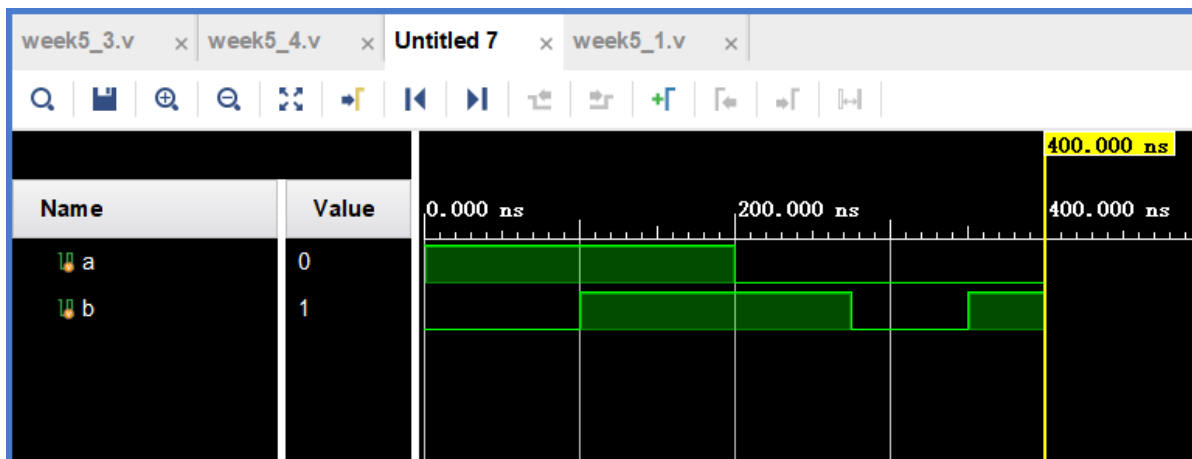 week5_3.v × week5_4.v × Untitled 7 × week5_1.v ×
400.000 ns
Name Value 0.000 ns 200.000 ns 400.000 ns
a 0
b 1